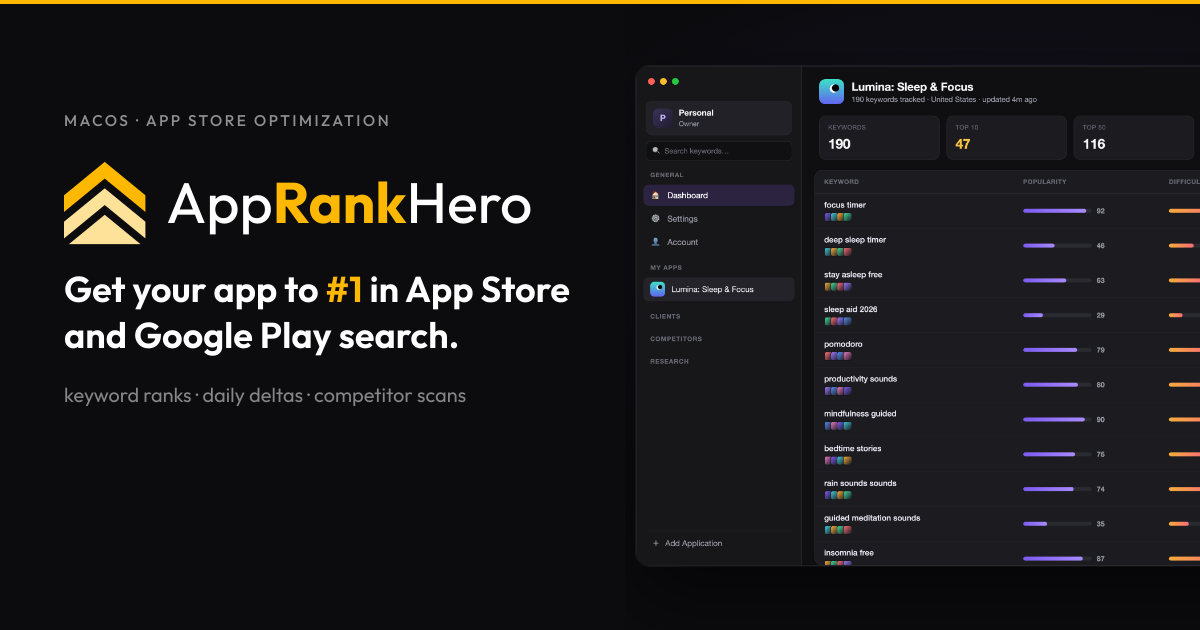 MACOS · APP STORE OPTIMIZATION
AppRankHero
Get your app to #1 in App Store
and Google Play search.
keyword ranks · daily deltas · competitor scans
P
Personal
Owner
Search keywords...
GENERAL
Dashboard
Settings
Account
MY APPS
Lumina: Sleep & Focus
CLIENTS
COMPETITORS
RESEARCH
+ Add Application
Lumina: Sleep & Focus
190 keywords tracked · United States · updated 4m ago
KEYWORDS
190
TOP 10
47
TOP 50
116
KEYWORD POPULARITY
focus timer 92
deep sleep timer 46
stay asleep free 63
sleep aid 2026 29
pomodoro 79
productivity sounds 80
mindfulness guided 90
bedtime stories 76
rain sounds sounds 74
guided meditation sounds 35
insomnia free 87